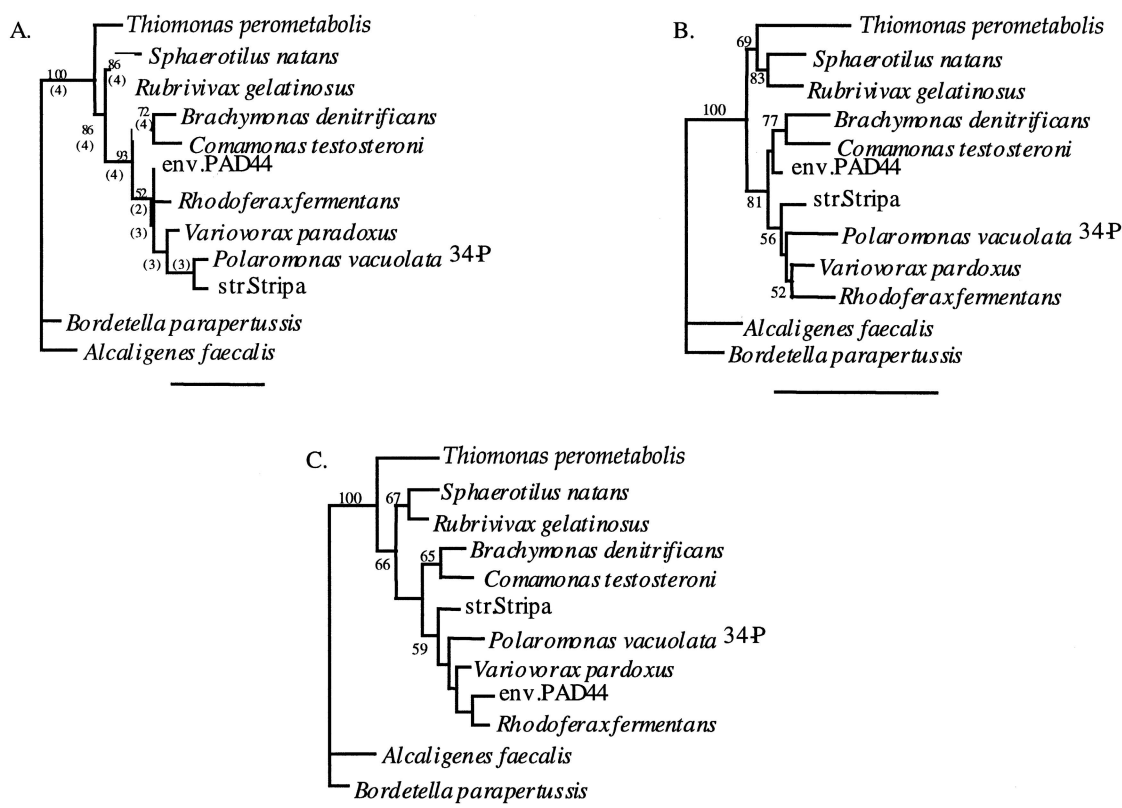 A.
Thiomonas perometabolis
86
(4)
Sphaerotilus natans
100
(4)
Rubrivivax gelatinosus
72
(4)
Brachymonas denitrificans
86
(4)
Comamonas testosteroni
93
(4)
env.PAD44
52
(2)
Rhodoferax fermentans
(3)
Variovorax paradoxus
(3)
(3)
Polaromonas vacuolata 34-P
str.Stripa
Bordetella parapertussis
Alcaligenes faecalis
B.
Thiomonas perometabolis
69
Sphaerotilus natans
83
Rubrivivax gelatinosus
100
77
Brachymonas denitrificans
Comamonas testosteroni
env.PAD44
81
str.Stripa
56
Polaromonas vacuolata 34-P
Variovorax pardoxus
52
Rhodoferax fermentans
Alcaligenes faecalis
Bordetella parapertussis
C.
Thiomonas perometabolis
100
67
Sphaerotilus natans
Rubrivivax gelatinosus
66
65
Brachymonas denitrificans
Comamonas testosteroni
str.Stripa
59
Polaromonas vacuolata 34-P
Variovorax pardoxus
env.PAD44
Rhodoferax fermentans
Alcaligenes faecalis
Bordetella parapertussis